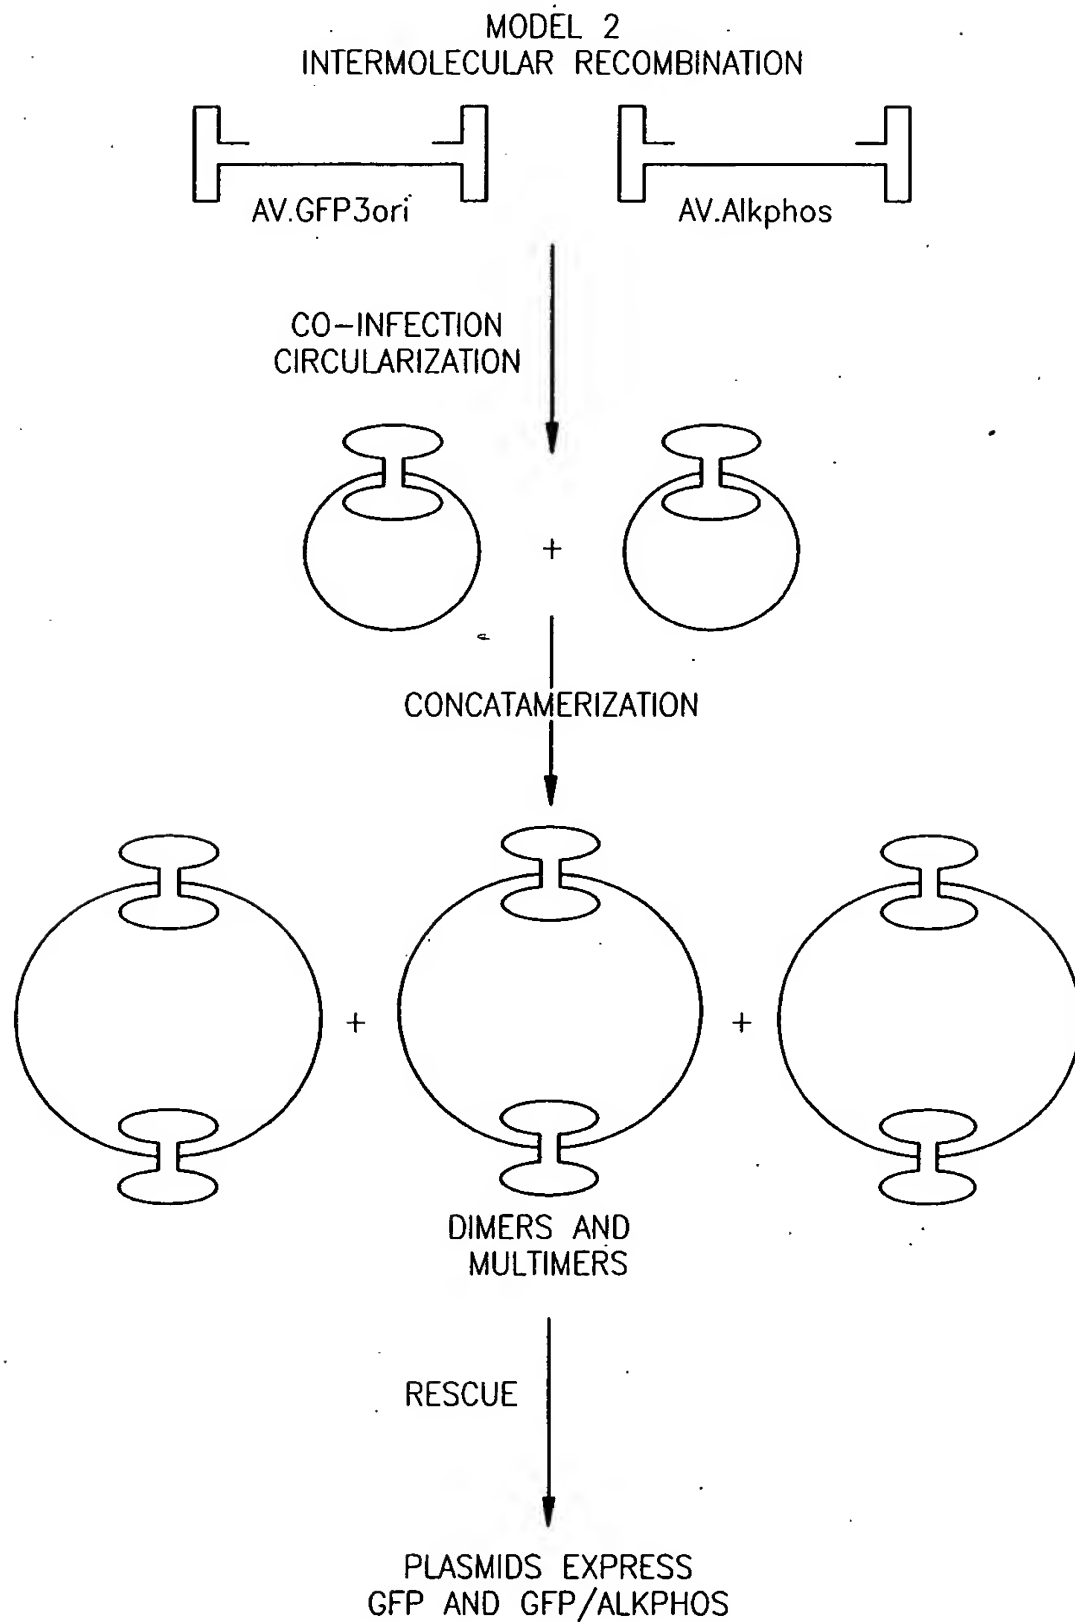 MODEL 2
INTERMOLECULAR RECOMBINATION
AV.GFP3ori
AV.Alkphos
CO-INFECTION
CIRCULARIZATION
+
CONCATAMERIZATION
+
+
DIMERS AND
MULTIMERS
RESCUE
PLASMIDS EXPRESS
GFP AND GFP/ALKPHOS